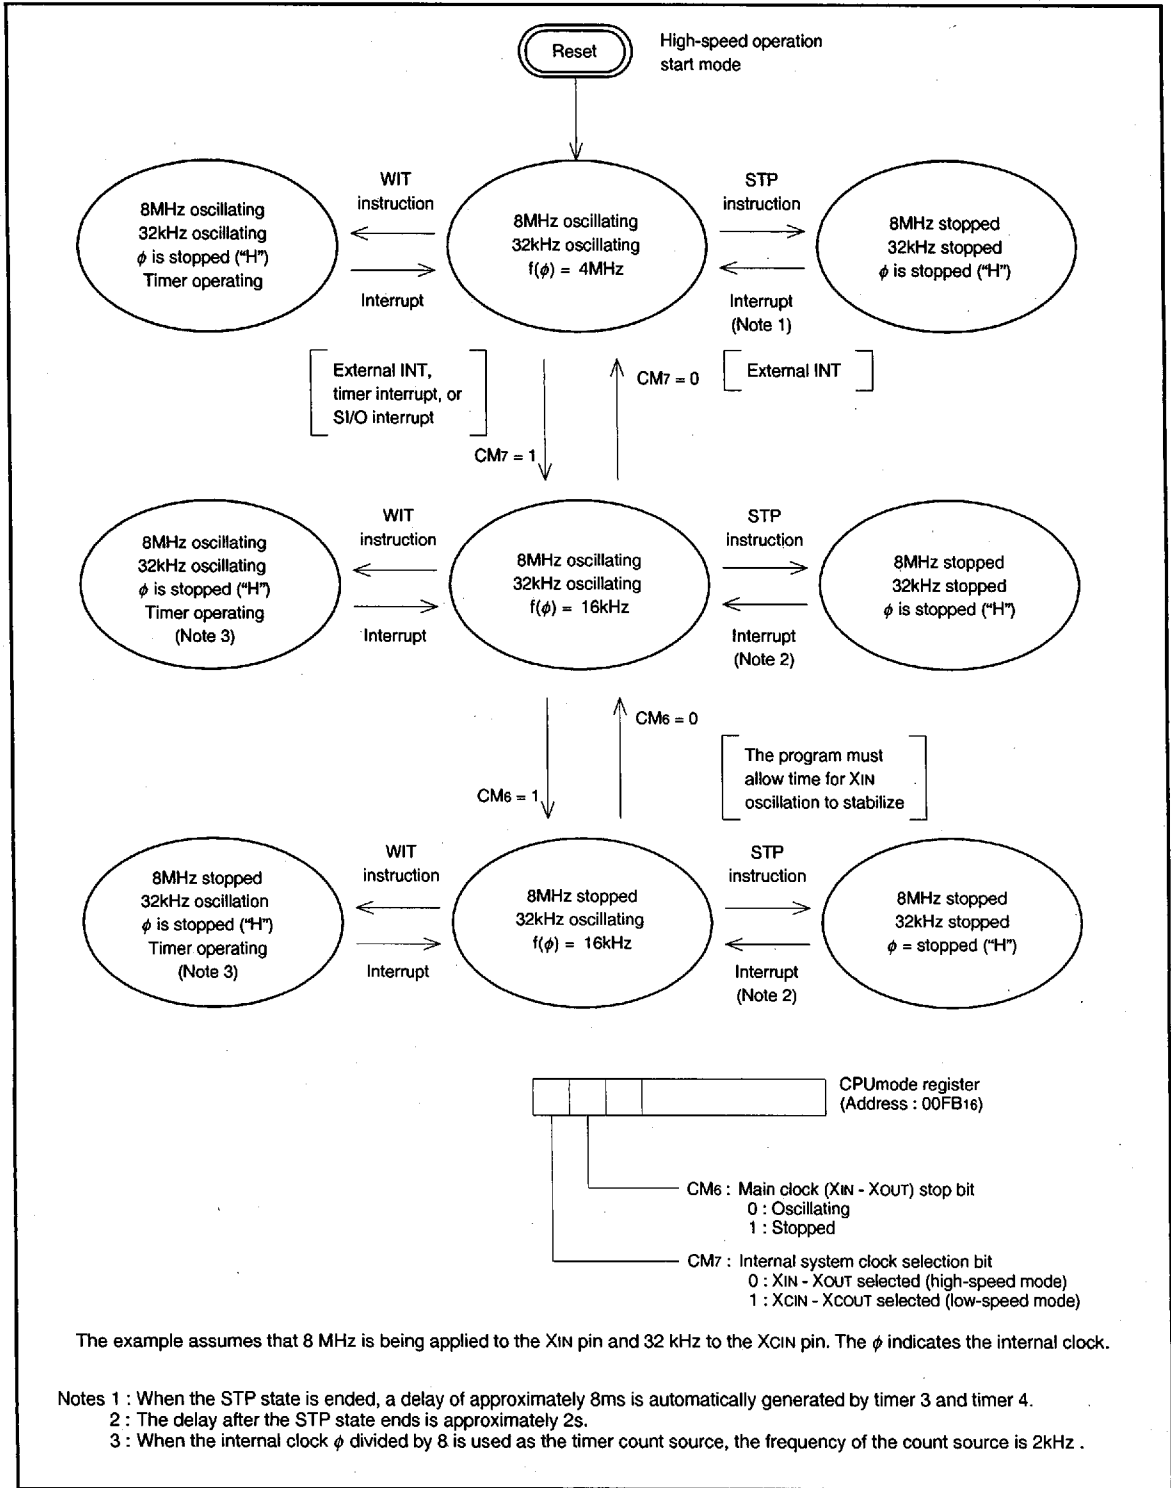 Reset
High-speed operation
start mode
8MHz oscillating
32kHz oscillating
ϕ is stopped ("H")
Timer operating
WIT
instruction
Interrupt
8MHz oscillating
32kHz oscillating
f(ϕ) = 4MHz
STP
instruction
Interrupt
(Note 1)
8MHz stopped
32kHz stopped
ϕ is stopped ("H")
External INT,
timer interrupt, or
SI/O interrupt
CM7 = 1
CM7 = 0
External INT
8MHz oscillating
32kHz oscillating
ϕ is stopped ("H")
Timer operating
(Note 3)
WIT
instruction
Interrupt
8MHz oscillating
32kHz oscillating
f(ϕ) = 16kHz
STP
instruction
Interrupt
(Note 2)
8MHz stopped
32kHz stopped
ϕ is stopped ("H")
CM6 = 1
CM6 = 0
The program must
allow time for XIN
oscillation to stabilize
8MHz stopped
32kHz oscillation
ϕ is stopped ("H")
Timer operating
(Note 3)
WIT
instruction
Interrupt
8MHz stopped
32kHz oscillating
f(ϕ) = 16kHz
STP
instruction
Interrupt
(Note 2)
8MHz stopped
32kHz stopped
ϕ = stopped ("H")
CPUmode register
(Address : 00FB16)
CM6 : Main clock (XIN - XOUT) stop bit
0 : Oscillating
1 : Stopped
CM7 : Internal system clock selection bit
0 : XIN - XOUT selected (high-speed mode)
1 : XCIN - XCOUT selected (low-speed mode)
The example assumes that 8 MHz is being applied to the XIN pin and 32 kHz to the XCIN pin. The ϕ indicates the internal clock.
Notes 1 : When the STP state is ended, a delay of approximately 8ms is automatically generated by timer 3 and timer 4.
2 : The delay after the STP state ends is approximately 2s.
3 : When the internal clock ϕ divided by 8 is used as the timer count source, the frequency of the count source is 2kHz .